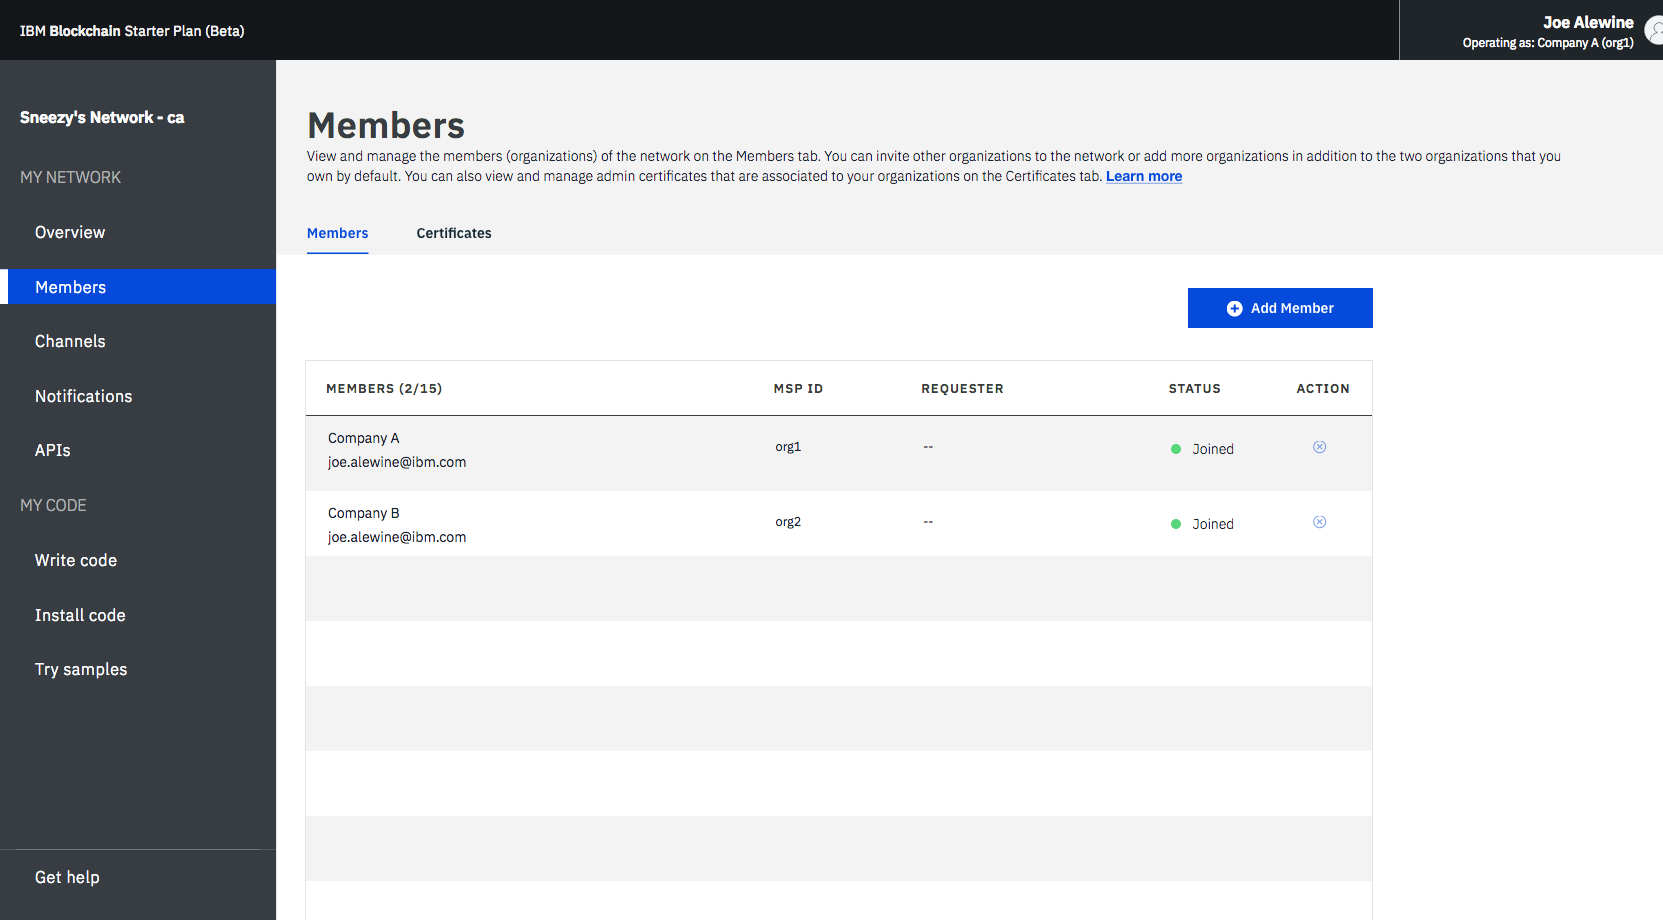 IBM Blockchain Starter Plan (Beta)
Joe Alewine
Operating as: Company A (org1)
Sneezy's Network - ca
MY NETWORK
Overview
Members
Channels
Notifications
APIs
MY CODE
Write code
Install code
Try samples
Get help
Members
View and manage the members (organizations) of the network on the Members tab. You can invite other organizations to the network or add more organizations in addition to the two organizations that you
own by default. You can also view and manage admin certificates that are associated to your organizations on the Certificates tab. Learn more
Members Certificates
Add Member
MEMBERS (2/15) MSP ID REQUESTER STATUS ACTION
Company A
joe.alewine@ibm.com
org1 -- Joined
Company B
joe.alewine@ibm.com
org2 -- Joined